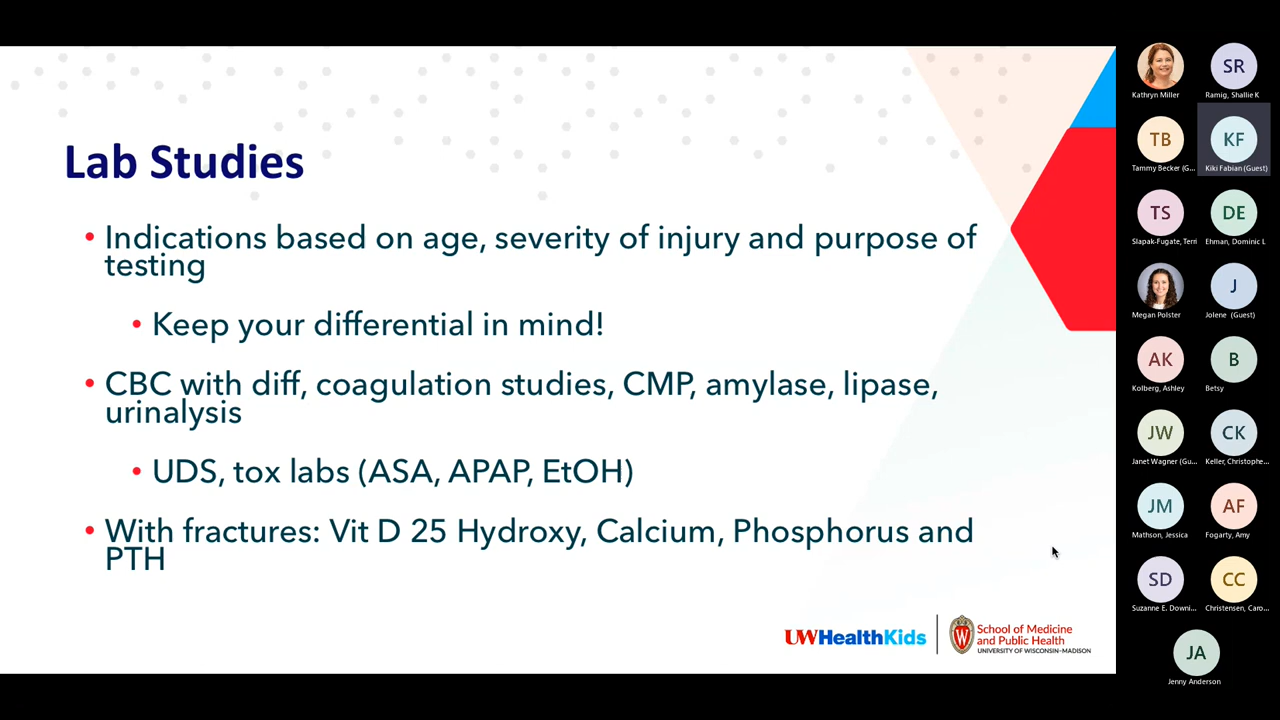 Lab Studies
• Indications based on age, severity of injury and purpose of
testing
• Keep your differential in mind!
• CBC with diff, coagulation studies, CMP, amylase, lipase,
urinalysis
• UDS, tox labs (ASA, APAP, EtOH)
• With fractures: Vit D 25 Hydroxy, Calcium, Phosphorus and
PTH
UWHealthKids
W
School of Medicine
and Public Health
UNIVERSITY OF WISCONSIN-MADISON
Kathryn Miller
SR
Ramig, Shallie K
TB
Tammy Becker (G...
KF
Kiki Fabian (Guest)
TS
Slapak-Fugate, Terri
DE
Ehman, Dominic L
Megan Polster
J
Jolene (Guest)
AK
Kolberg, Ashley
B
Betsy
JW
Janet Wagner (Gu...
CK
Keller, Christophe...
JM
Mathson, Jessica
AF
Fogarty, Amy
SD
Suzanne E. Downi...
CC
Christensen, Caro...
JA
Jenny Anderson